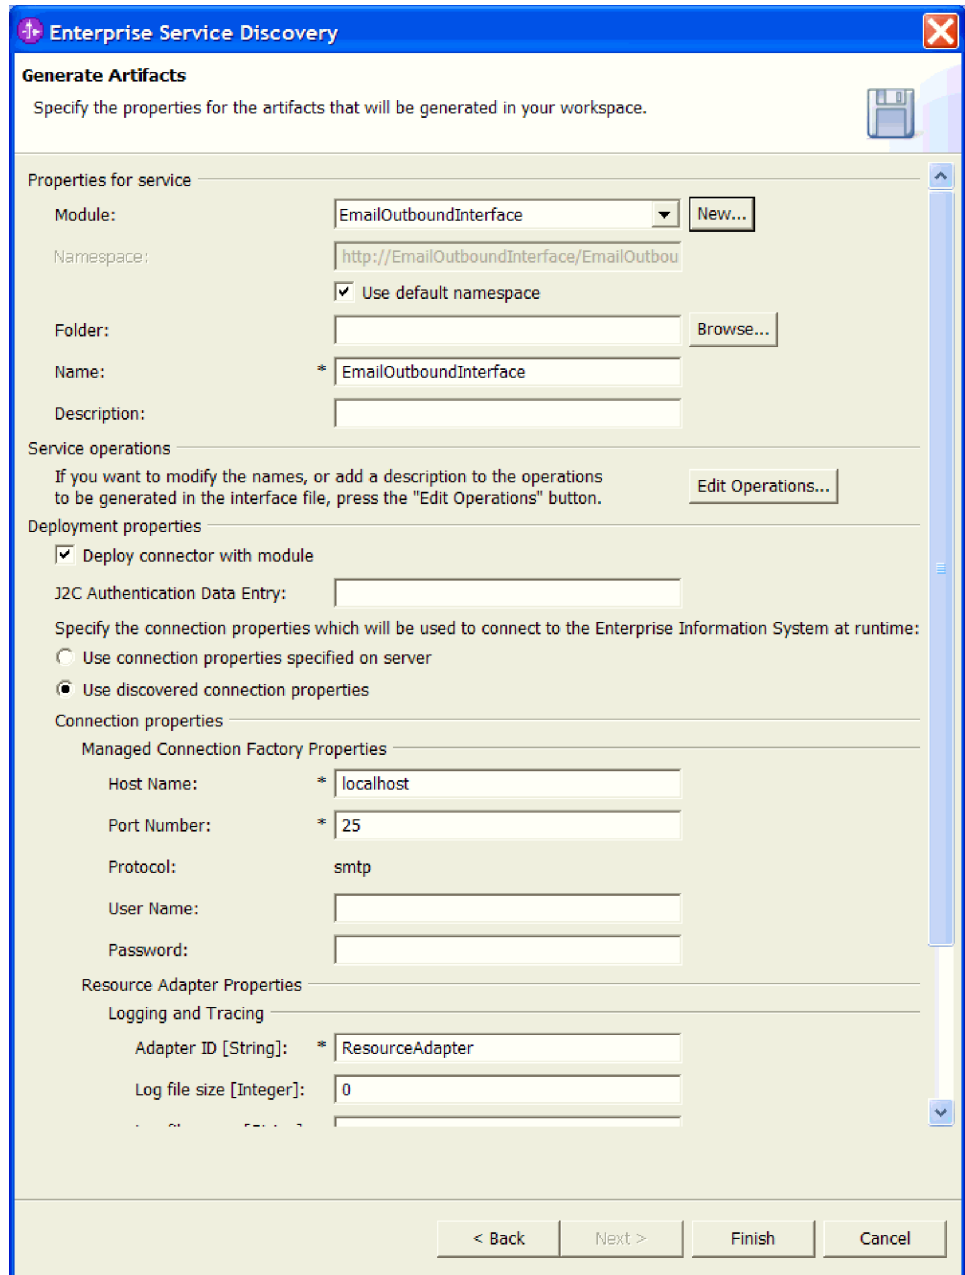 Enterprise Service Discovery
Generate Artifacts
Specify the properties for the artifacts that will be generated in your workspace.
Properties for service
Module: EmailOutboundInterface New...
Namespace: http://EmailOutboundInterface/EmailOutbou
Use default namespace
Folder: Browse...
Name: * EmailOutboundInterface
Description:
Service operations
If you want to modify the names, or add a description to the operations
to be generated in the interface file, press the "Edit Operations" button.
Edit Operations...
Deployment properties
Deploy connector with module
J2C Authentication Data Entry:
Specify the connection properties which will be used to connect to the Enterprise Information System at runtime:
Use connection properties specified on server
Use discovered connection properties
Connection properties
Managed Connection Factory Properties
Host Name: * localhost
Port Number: * 25
Protocol: smtp
User Name:
Password:
Resource Adapter Properties
Logging and Tracing
Adapter ID [String]: * ResourceAdapter
Log file size [Integer]: 0
< Back Next > Finish Cancel